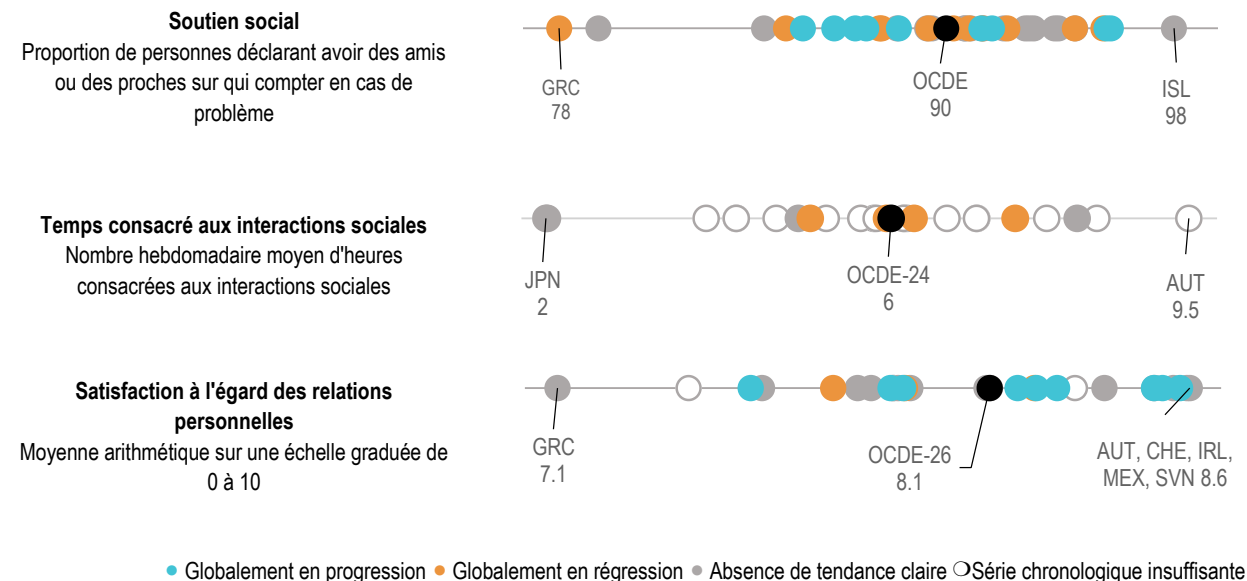 Soutien social
Proportion de personnes déclarant avoir des amis
ou des proches sur qui compter en cas de
problème
GRC
78
OCDE
90
ISL
98
Temps consacré aux interactions sociales
Nombre hebdomadaire moyen d'heures
consacrées aux interactions sociales
JPN
2
OCDE-24
6
AUT
9.5
Satisfaction à l'égard des relations
personnelles
Moyenne arithmétique sur une échelle graduée de
0 à 10
GRC
7.1
OCDE-26
8.1
AUT, CHE, IRL,
MEX, SVN 8.6
Globalement en progression Globalement en régression Absence de tendance claire Série chronologique insuffisante